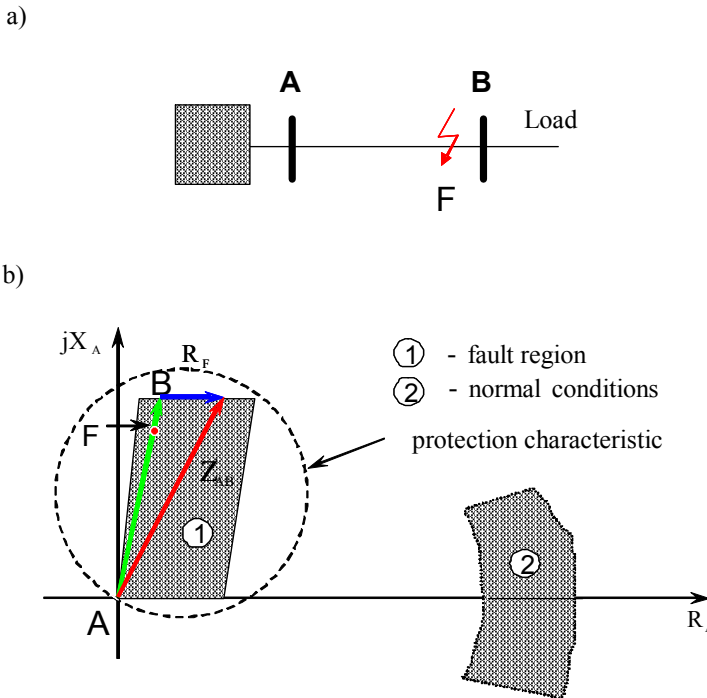 a)
A
B
Load
F
b)
jX A
R F
B
F
Z AB
1
A
1 - fault region
2 - normal conditions
protection characteristic
2